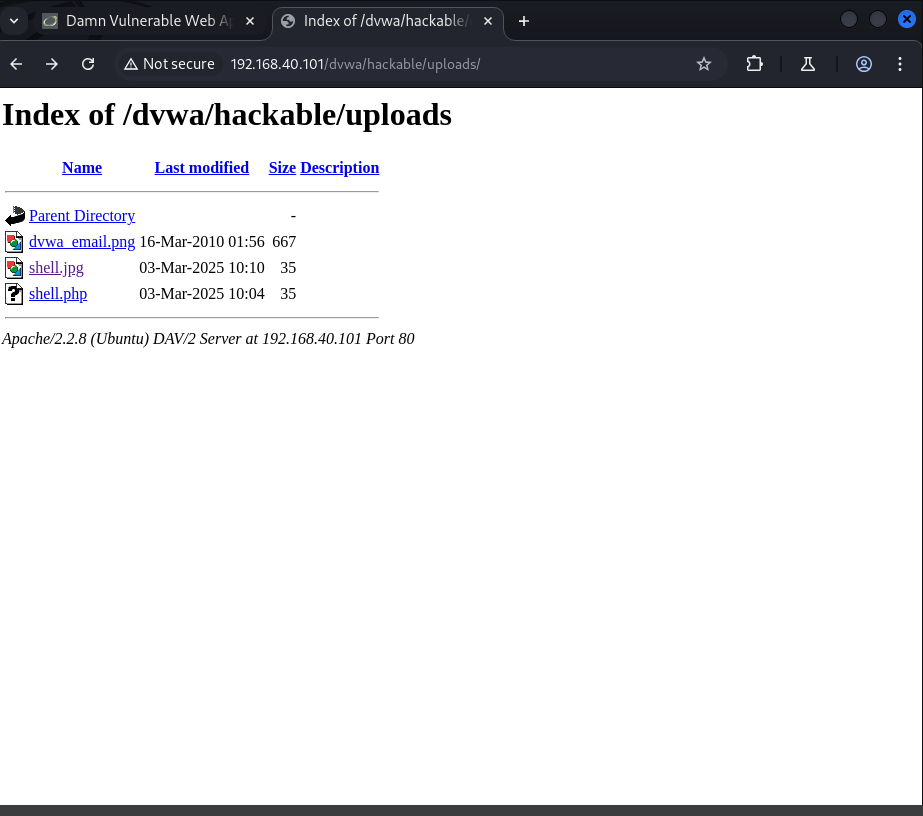 Damn Vulnerable Web Ap
Index of /dvwa/hackable/
Not secure
192.168.40.101/dvwa/hackable/uploads/
Index of /dvwa/hackable/uploads
Name Last modified Size Description
Parent Directory -
dvwa_email.png 16-Mar-2010 01:56 667
shell.jpg 03-Mar-2025 10:10 35
shell.php 03-Mar-2025 10:04 35
Apache/2.2.8 (Ubuntu) DAV/2 Server at 192.168.40.101 Port 80